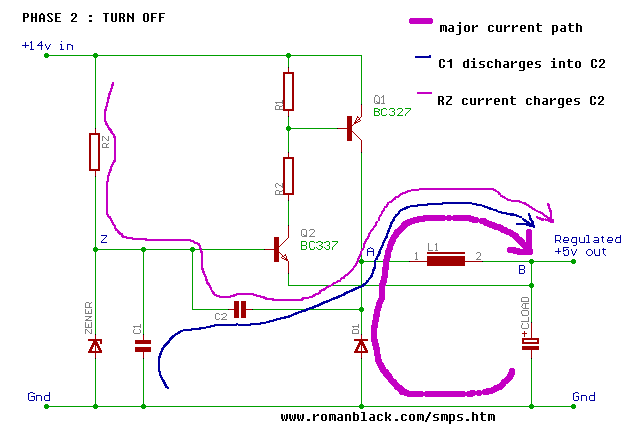 PHASE 2 : TURN OFF
major current path
+14v in
C1 discharges into C2
RZ current charges C2
R1
Q1
BC327
RZ
R2
Z
Q2
BC337
A
L1
1
2
Regulated
+5v out
B
ZENER
C1
C2
D1
+
CLOAD
Gnd
Gnd
www.romanblack.com/smps.htm